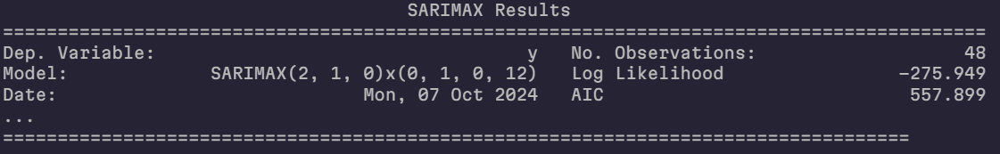 SARIMAX Results
==========================================================================================
Dep. Variable:                                  y   No. Observations:                   48
Model:             SARIMAX(2, 1, 0)x(0, 1, 0, 12)   Log Likelihood                -275.949
Date:                            Mon, 07 Oct 2024   AIC                            557.899
...
===================================================================================